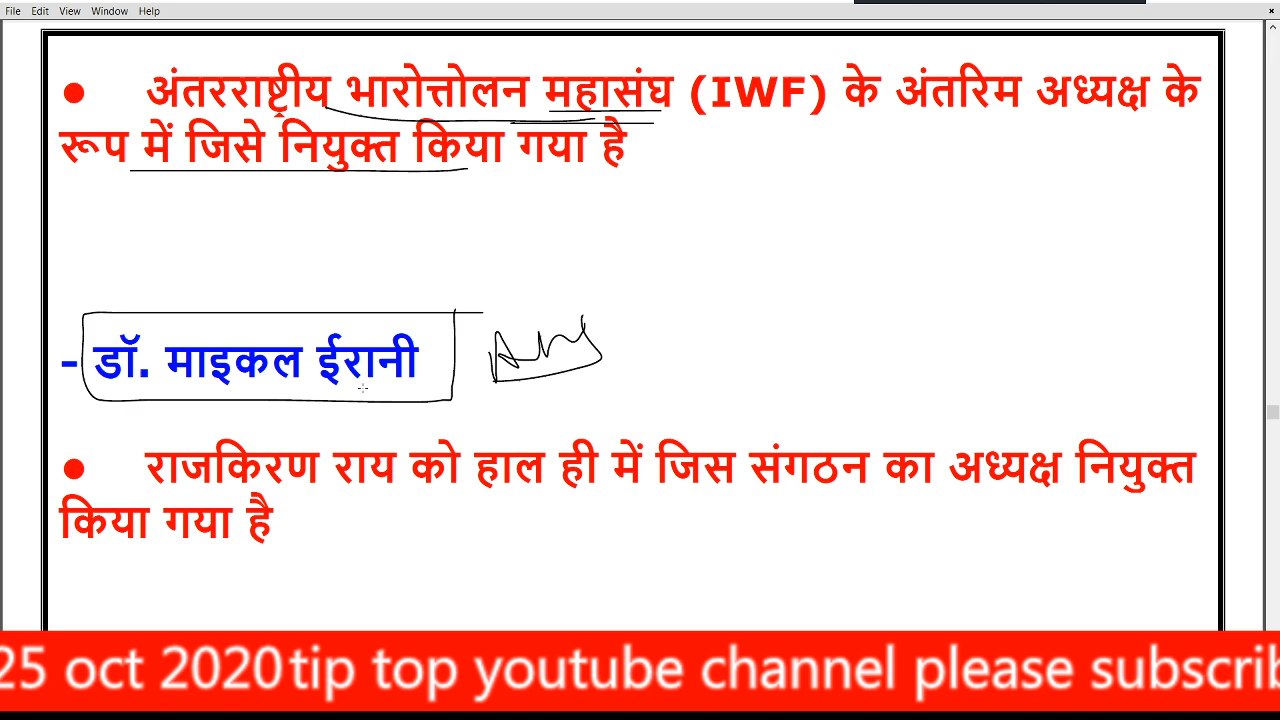 File Edit View Window Help
● अंतरराष्ट्रीय भारोत्तोलन महासंघ (IWF) के अंतरिम अध्यक्ष के
रूप में जिसे नियुक्त किया गया है
- डॉ. माइकल ईरानी Ans
● राजकिरण राय को हाल ही में जिस संगठन का अध्यक्ष नियुक्त
किया गया है
25 oct 2020 tip top youtube channel please subscrib